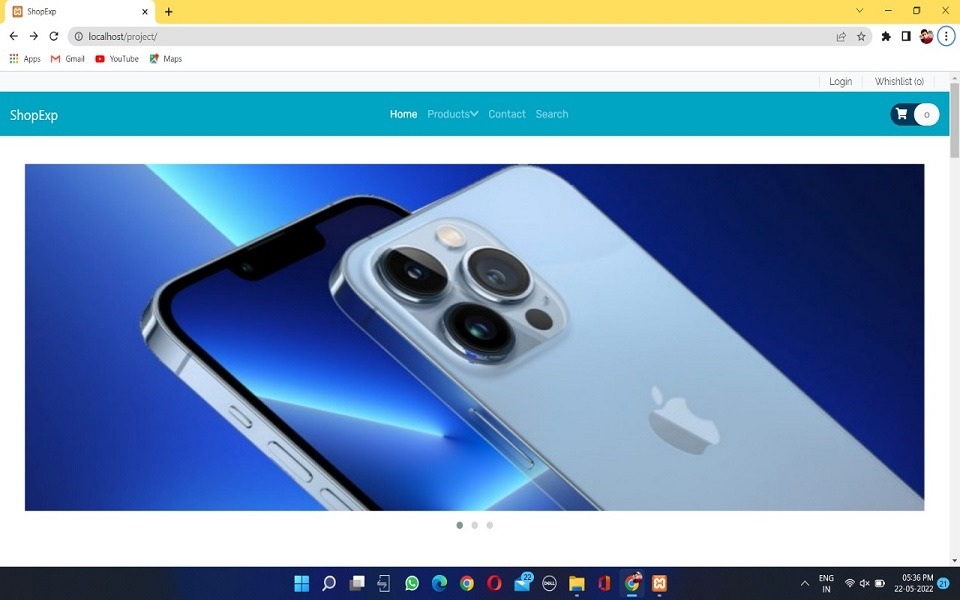 ShopExp
localhost/project/
Apps Gmail YouTube Maps
Login Whishlist (0)
ShopExp Home Products Contact Search 0
22
DELL
ENG
IN
05:36 PM
22-05-2022
21